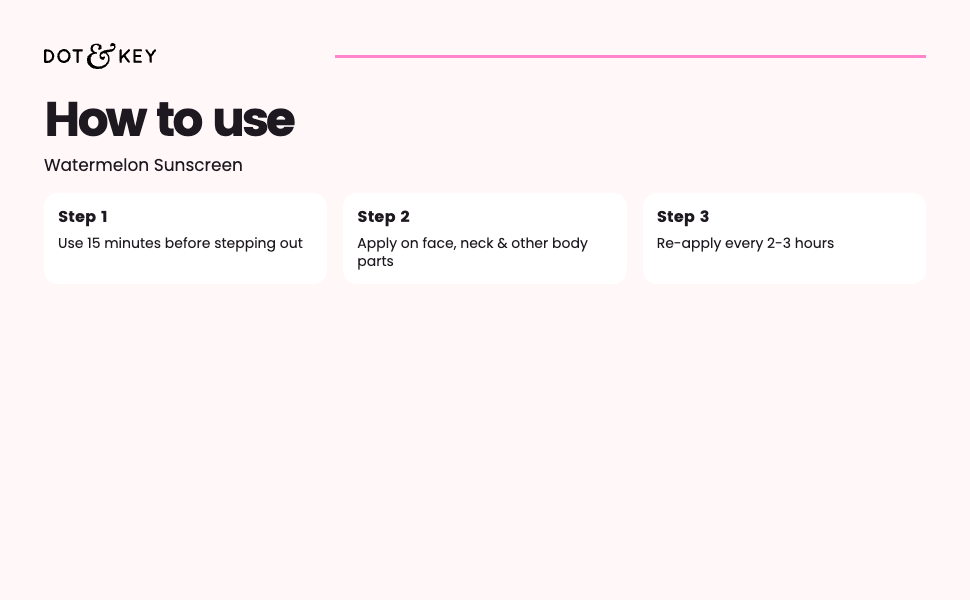 DOT & KEY
How to use
Watermelon Sunscreen
Step 1
Use 15 minutes before stepping out
Step 2
Apply on face, neck & other body
parts
Step 3
Re-apply every 2-3 hours